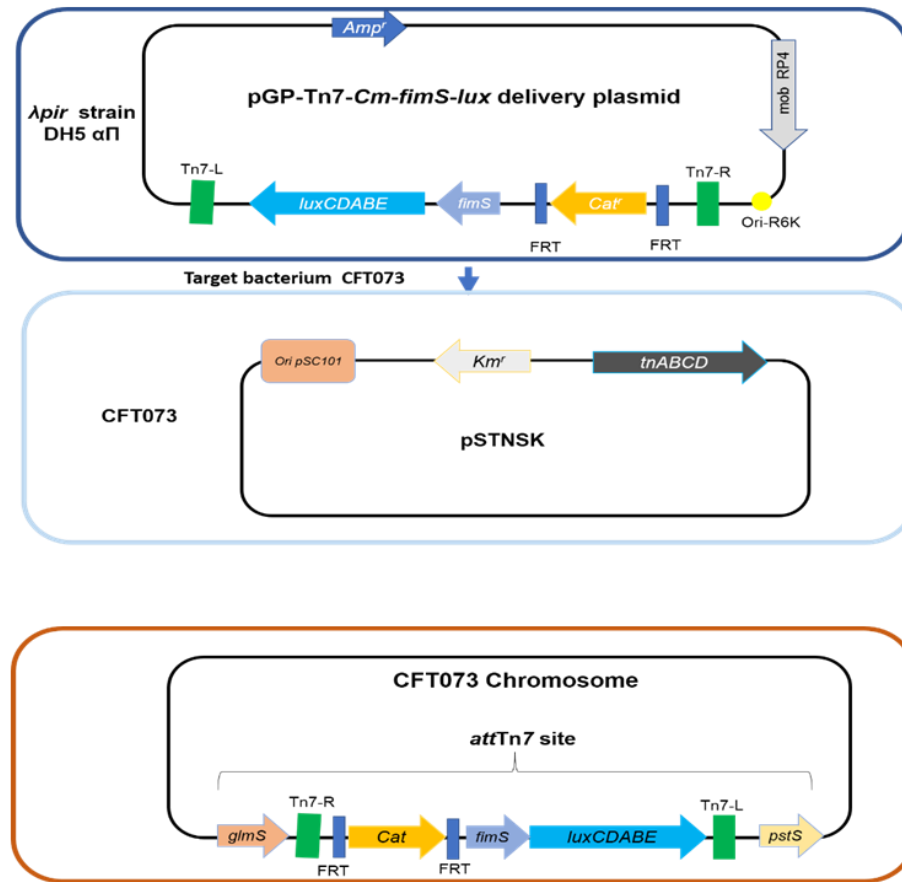 Ampʳ
mob RP4
pGP-Tn7-Cm-fimS-lux delivery plasmid
λpir strain
DH5 αΠ
Tn7-L
Tn7-R
luxCDABE
fimS
Catʳ
Ori-R6K
FRT
FRT
Target bacterium CFT073
Ori pSC101
Kmʳ
tnABCD
CFT073
pSTNSK
CFT073 Chromosome
attTn7 site
Tn7-R
Tn7-L
glmS
Cat
fimS
luxCDABE
pstS
FRT
FRT